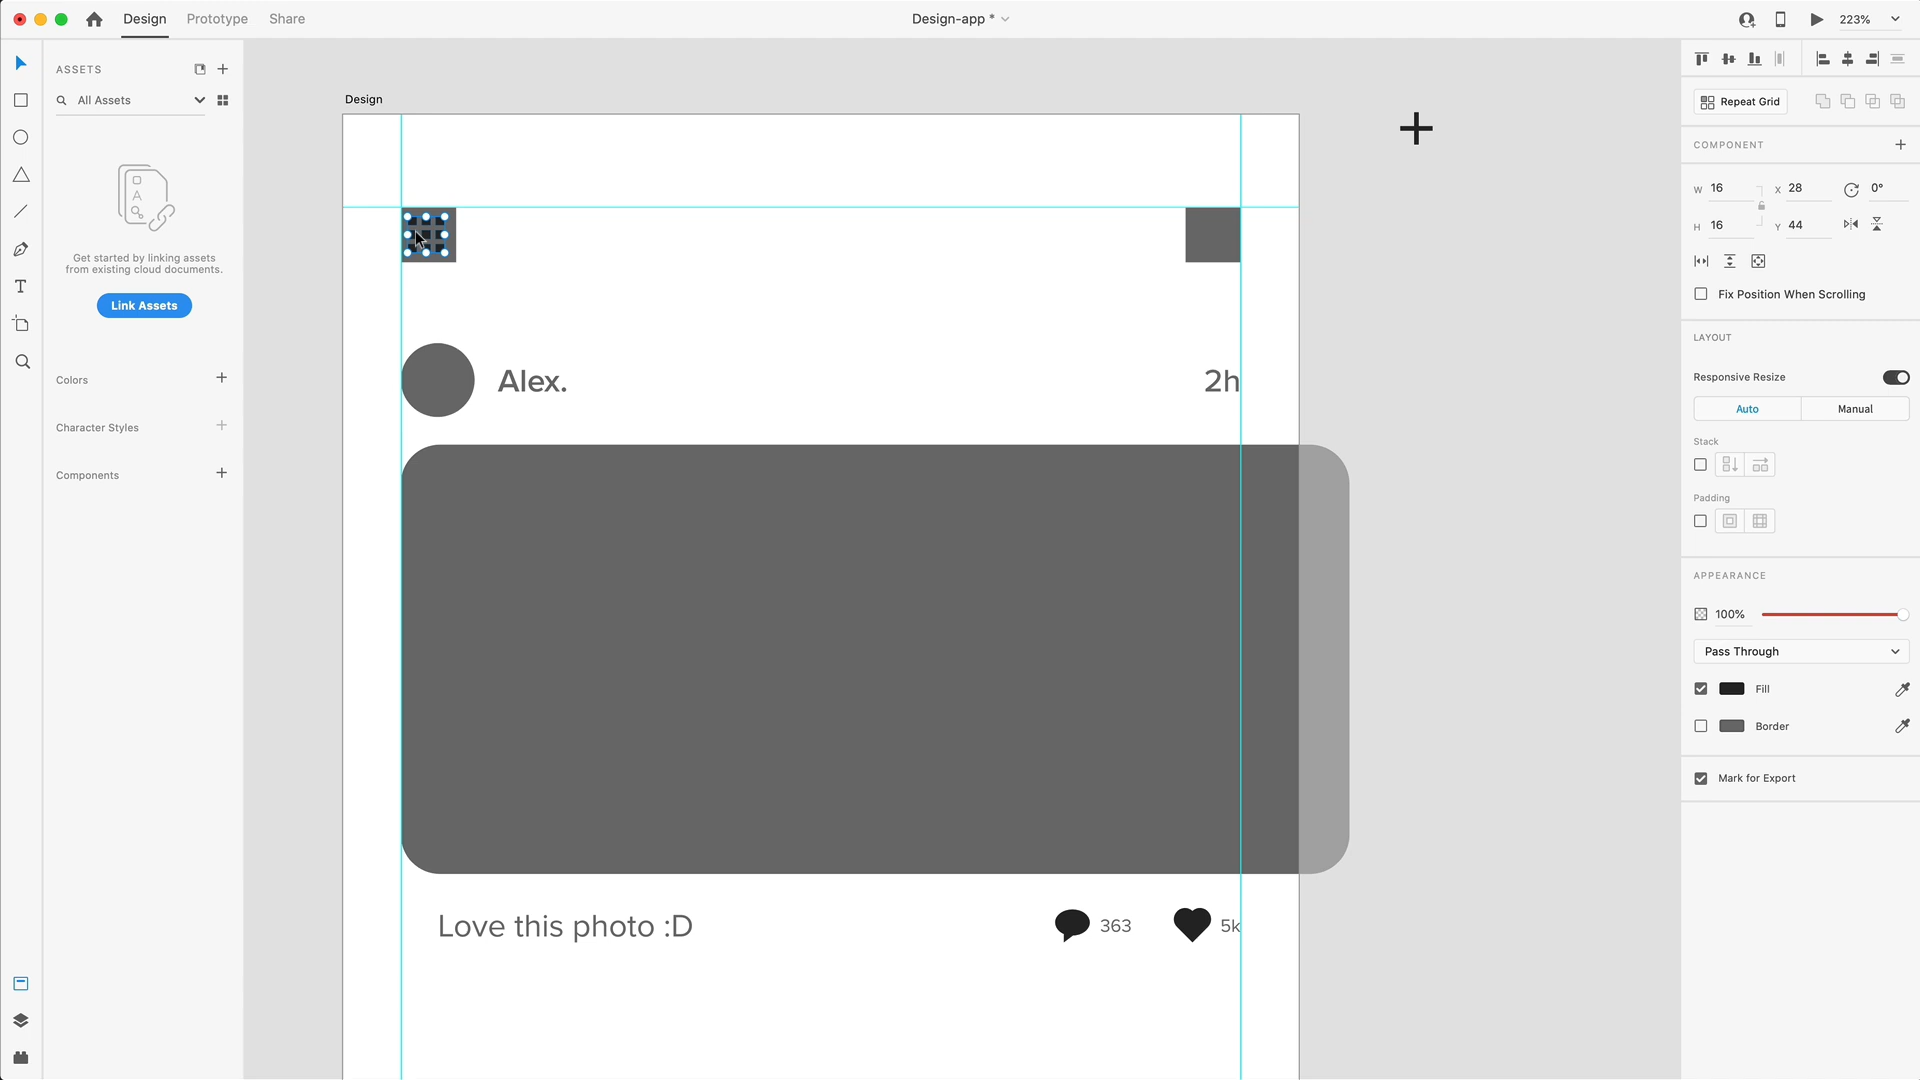 Design Prototype Share Design-app * 223%
ASSETS
All Assets
Get started by linking assets
from existing cloud documents.
Link Assets
Colors
Character Styles
Components
Design
Alex. 2h
Love this photo :D 363 5k
Repeat Grid
COMPONENT
W 16 X 28 0°
H 16 Y 44
Fix Position When Scrolling
LAYOUT
Responsive Resize
Auto Manual
Stack
Padding
APPEARANCE
100%
Pass Through
Fill
Border
Mark for Export